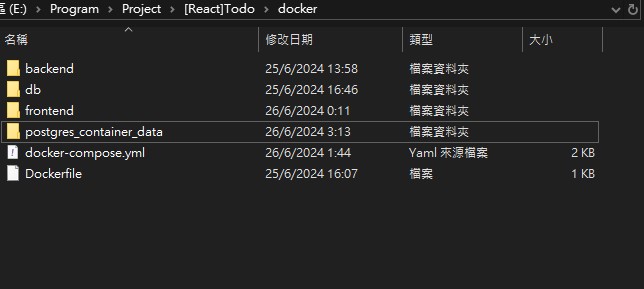 (E:) > Program > Project > [React]Todo > docker
名稱 修改日期 類型 大小
backend 25/6/2024 13:58 檔案資料夾
db 25/6/2024 16:46 檔案資料夾
frontend 26/6/2024 0:11 檔案資料夾
postgres_container_data 26/6/2024 3:13 檔案資料夾
docker-compose.yml 26/6/2024 1:44 Yaml 來源檔案 2 KB
Dockerfile 25/6/2024 16:07 檔案 1 KB